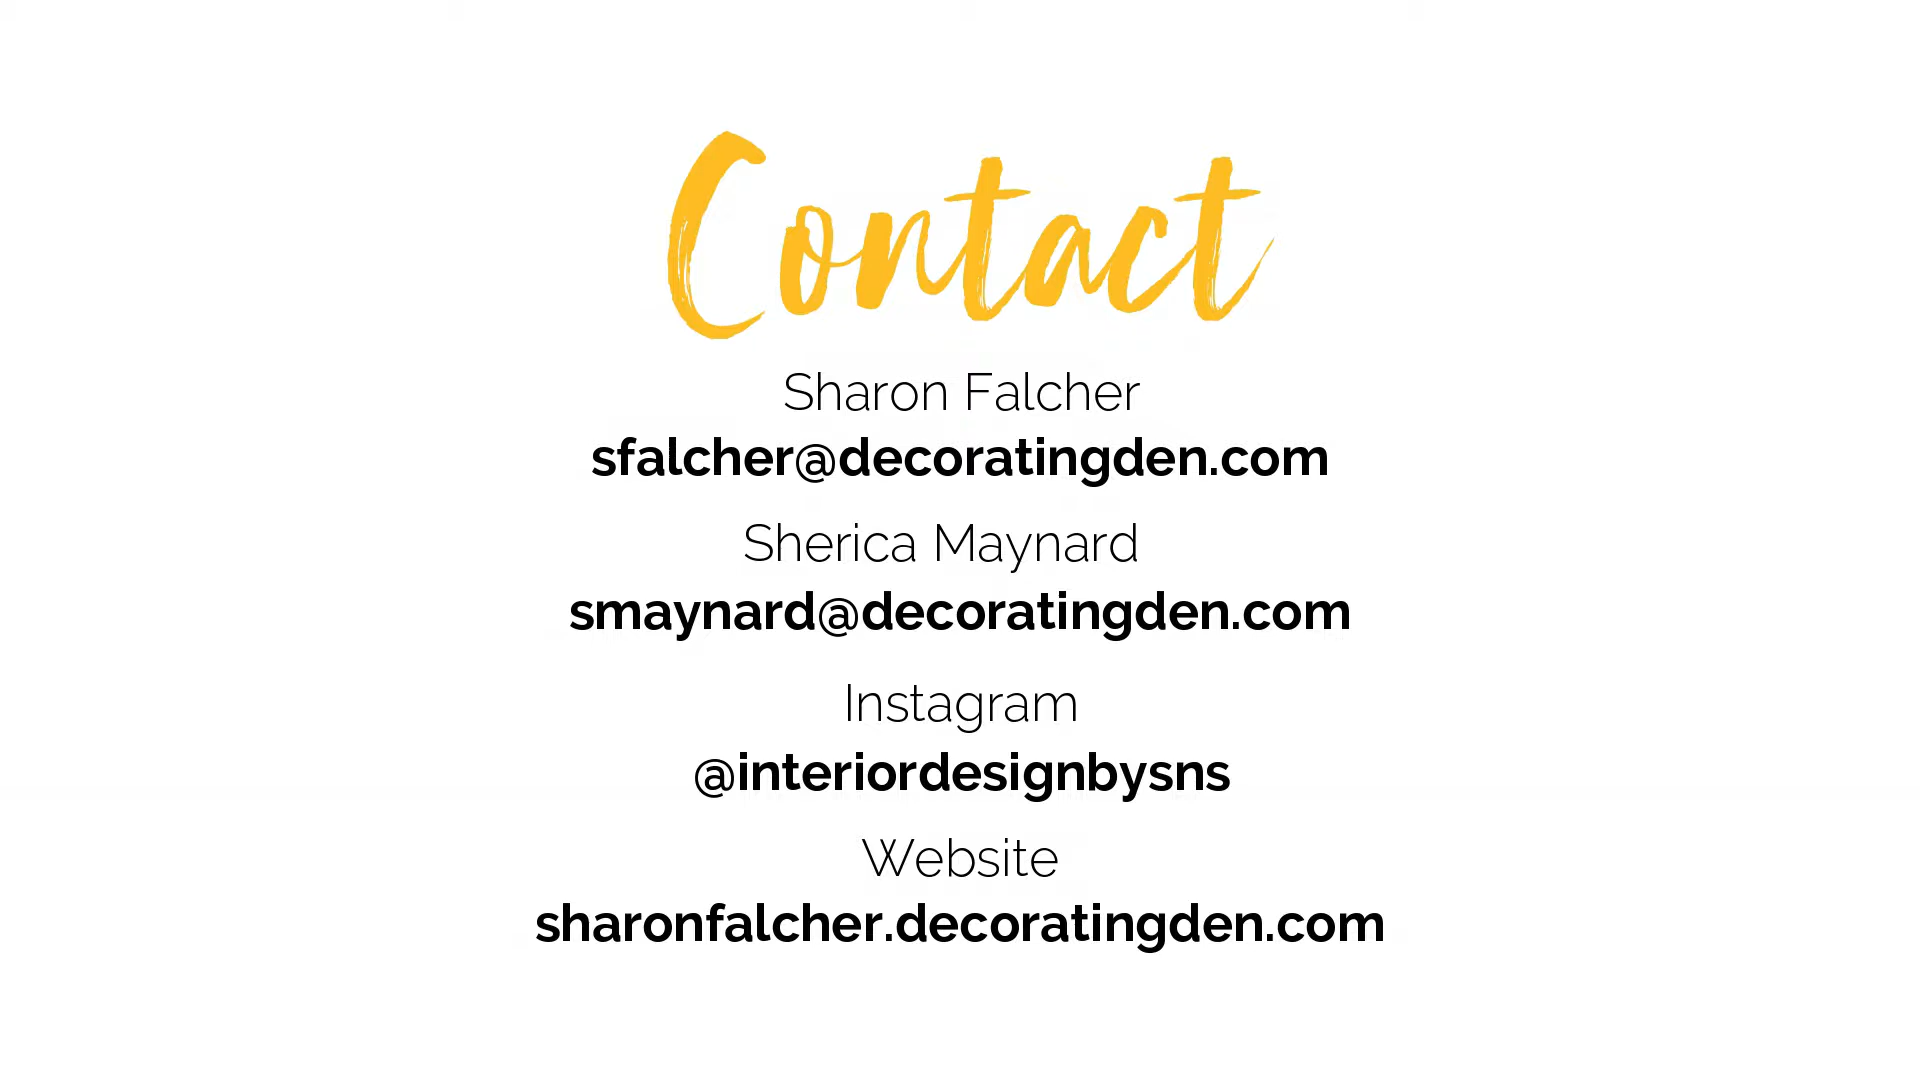 Contact
Sharon Falcher
sfalcher@decoratingden.com
Sherica Maynard
smaynard@decoratingden.com
Instagram
@interiordesignbysns
Website
sharonfalcher.decoratingden.com